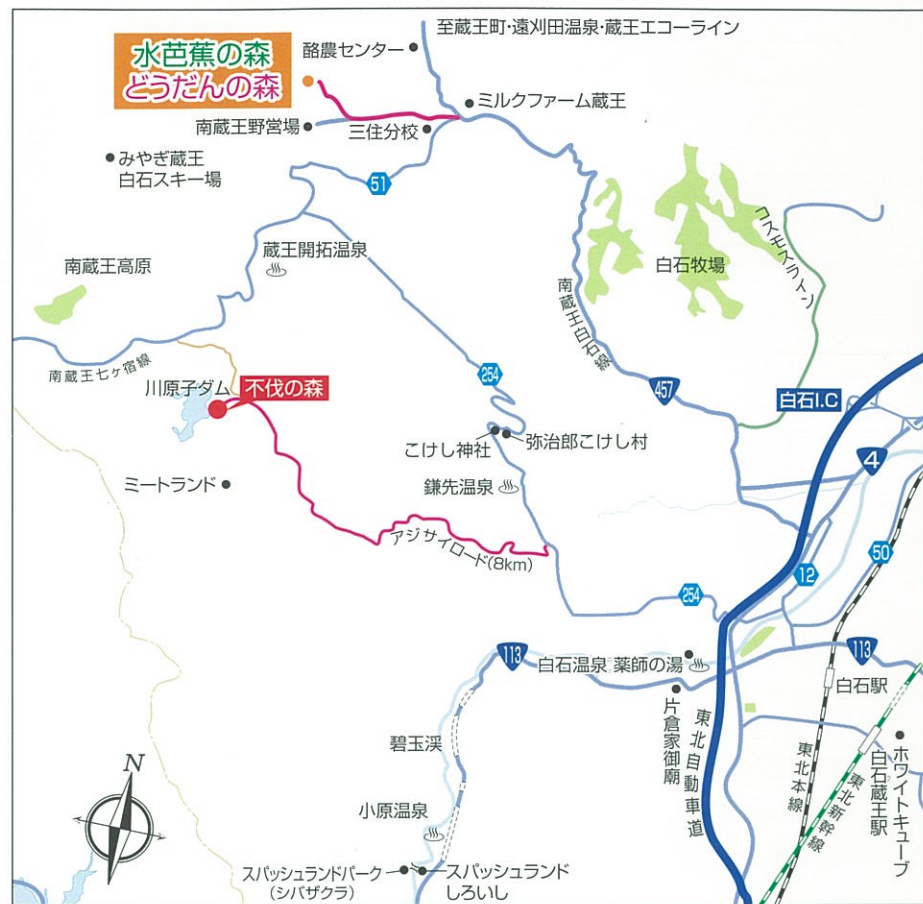 至蔵王町・遠刈田温泉・蔵王エコーライン
水芭蕉の森
どうだんの森
酪農センター
ミルクファーム蔵王
南蔵王野営場
三住分校
みやぎ蔵王
白石スキー場
51
コスモスライン
蔵王開拓温泉
白石牧場
南蔵王高原
南蔵王白石線
南蔵王七ヶ宿線
254
457
白石I.C
川原子ダム
不伐の森
こけし神社
弥治郎こけし村
4
ミートランド
鎌先温泉
アジサイロード(8km)
50
12
254
113
白石温泉 薬師の湯
113
白石駅
片倉家御廟
東北自動車道
碧玉渓
東北本線
東北新幹線
白石蔵王駅
ホワイトキューブ
N
小原温泉
スパッシュランドパーク
(シバザクラ)
スパッシュランド
しろいし